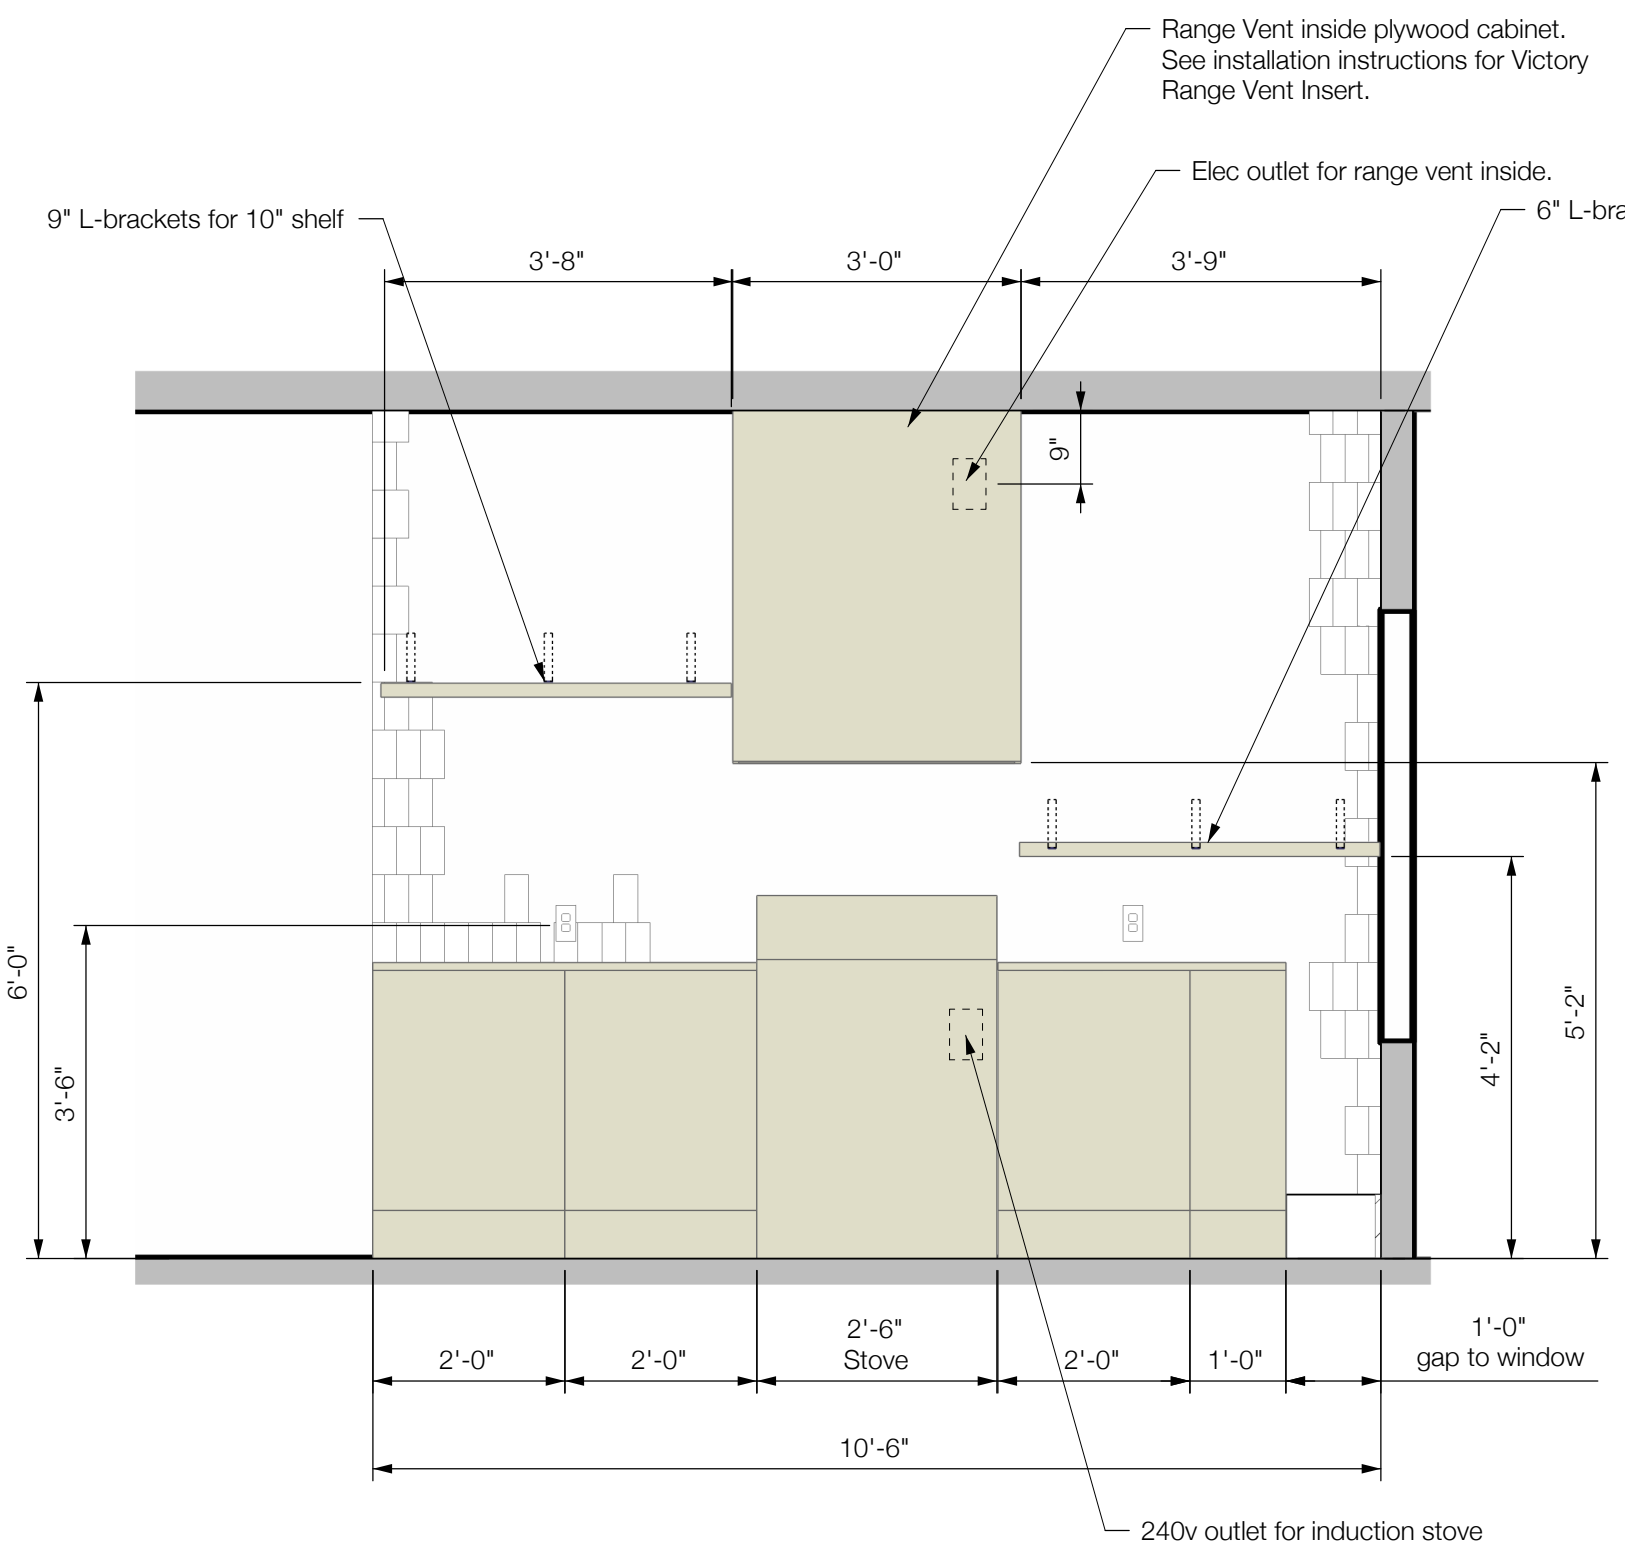 Range Vent inside plywood cabinet.
See installation instructions for Victory
Range Vent Insert.
Elec outlet for range vent inside.
9" L-brackets for 10" shelf
6" L-bra
3'-8"
3'-0"
3'-9"
9"
6'-0"
3'-6"
4'-2"
5'-2"
2'-0"
2'-0"
2'-6"
Stove
2'-0"
1'-0"
1'-0"
gap to window
10'-6"
240v outlet for induction stove